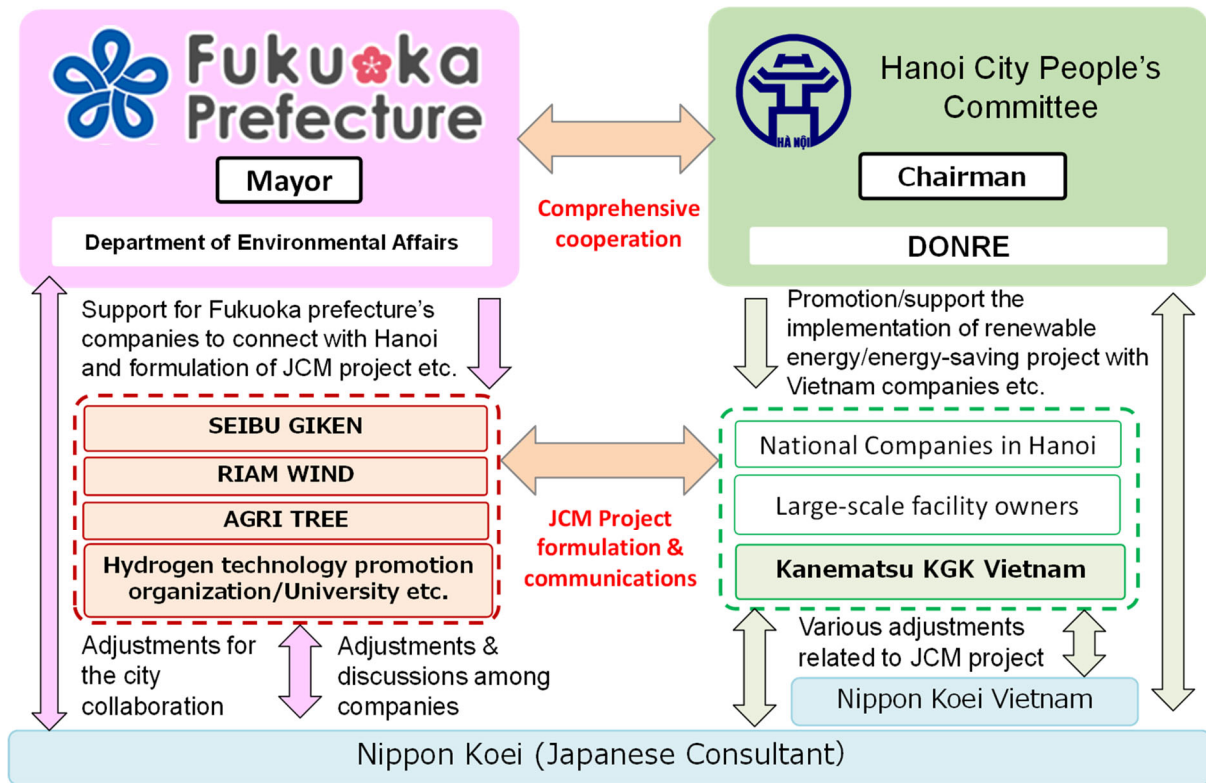 Fukuoka
Prefecture
Mayor
Department of Environmental Affairs
HÀ NỘI
Hanoi City People's
Committee
Chairman
DONRE
Comprehensive
cooperation
Support for Fukuoka prefecture's
companies to connect with Hanoi
and formulation of JCM project etc.
Promotion/support the
implementation of renewable
energy/energy-saving project with
Vietnam companies etc.
SEIBU GIKEN
RIAM WIND
AGRI TREE
Hydrogen technology promotion
organization/University etc.
JCM Project
formulation &
communications
National Companies in Hanoi
Large-scale facility owners
Kanematsu KGK Vietnam
Adjustments for
the city
collaboration
Adjustments &
discussions among
companies
Various adjustments
related to JCM project
Nippon Koei Vietnam
Nippon Koei (Japanese Consultant)